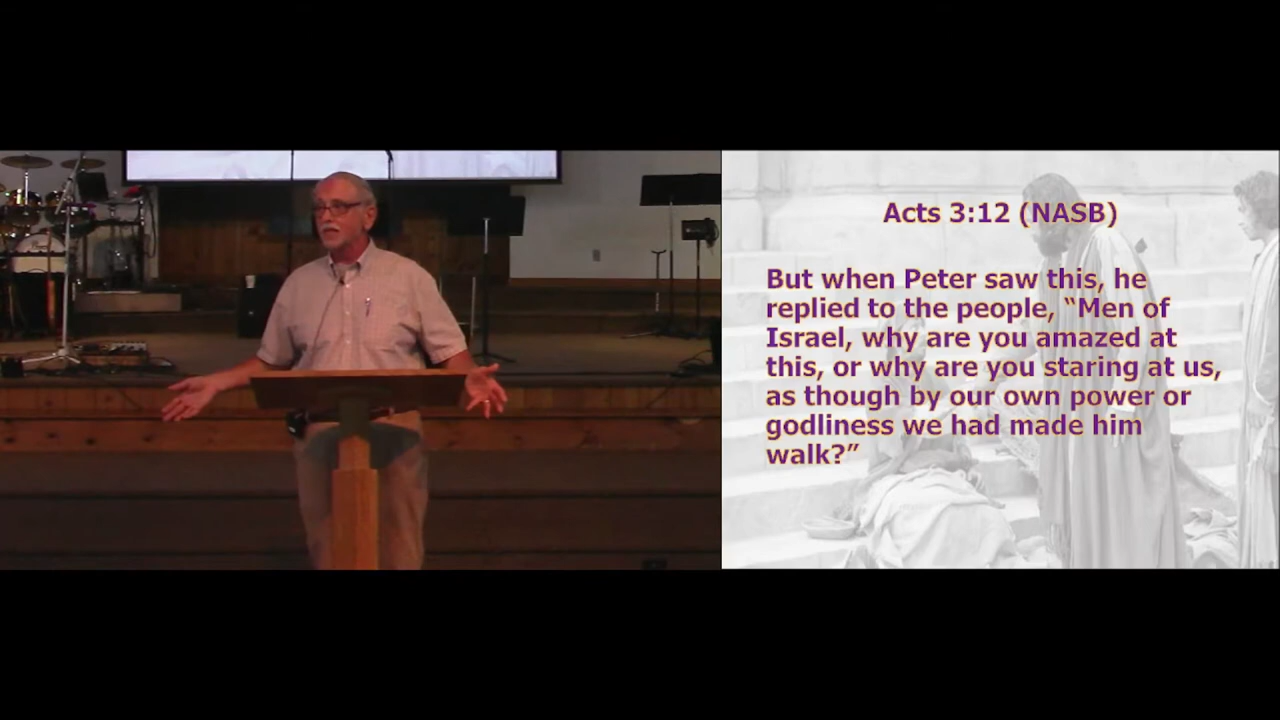 Acts 3:12 (NASB)
But when Peter saw this, he
replied to the people, “Men of
Israel, why are you amazed at
this, or why are you staring at us,
as though by our own power or
godliness we had made him
walk?”